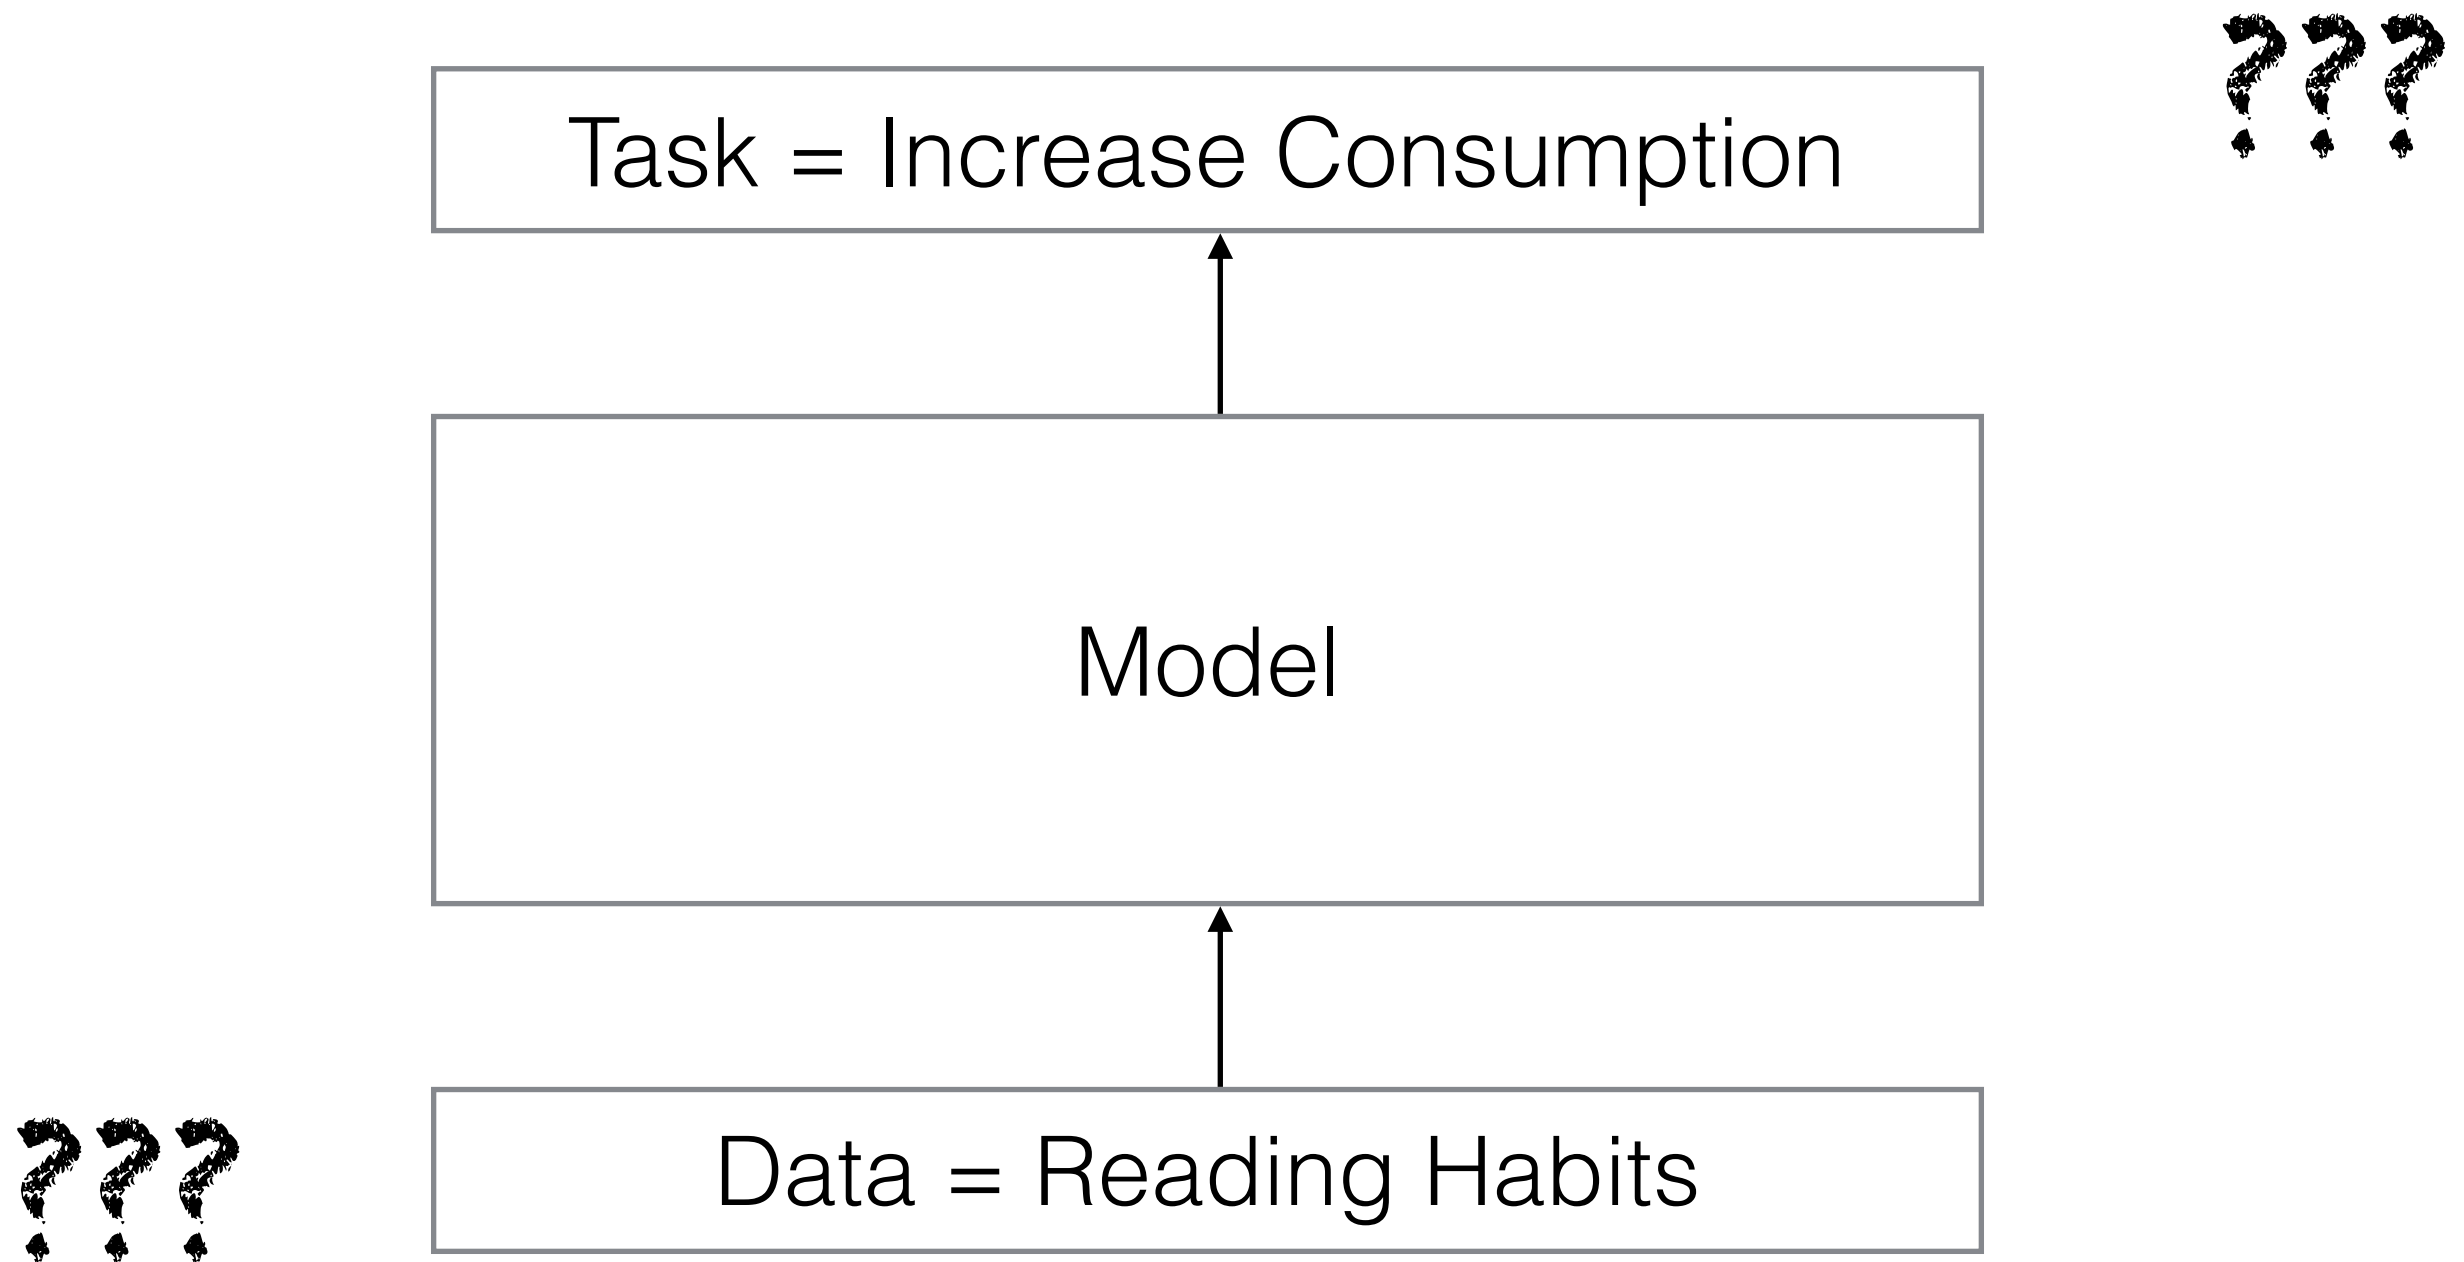 ???
Task = Increase Consumption
Model
Data = Reading Habits
???